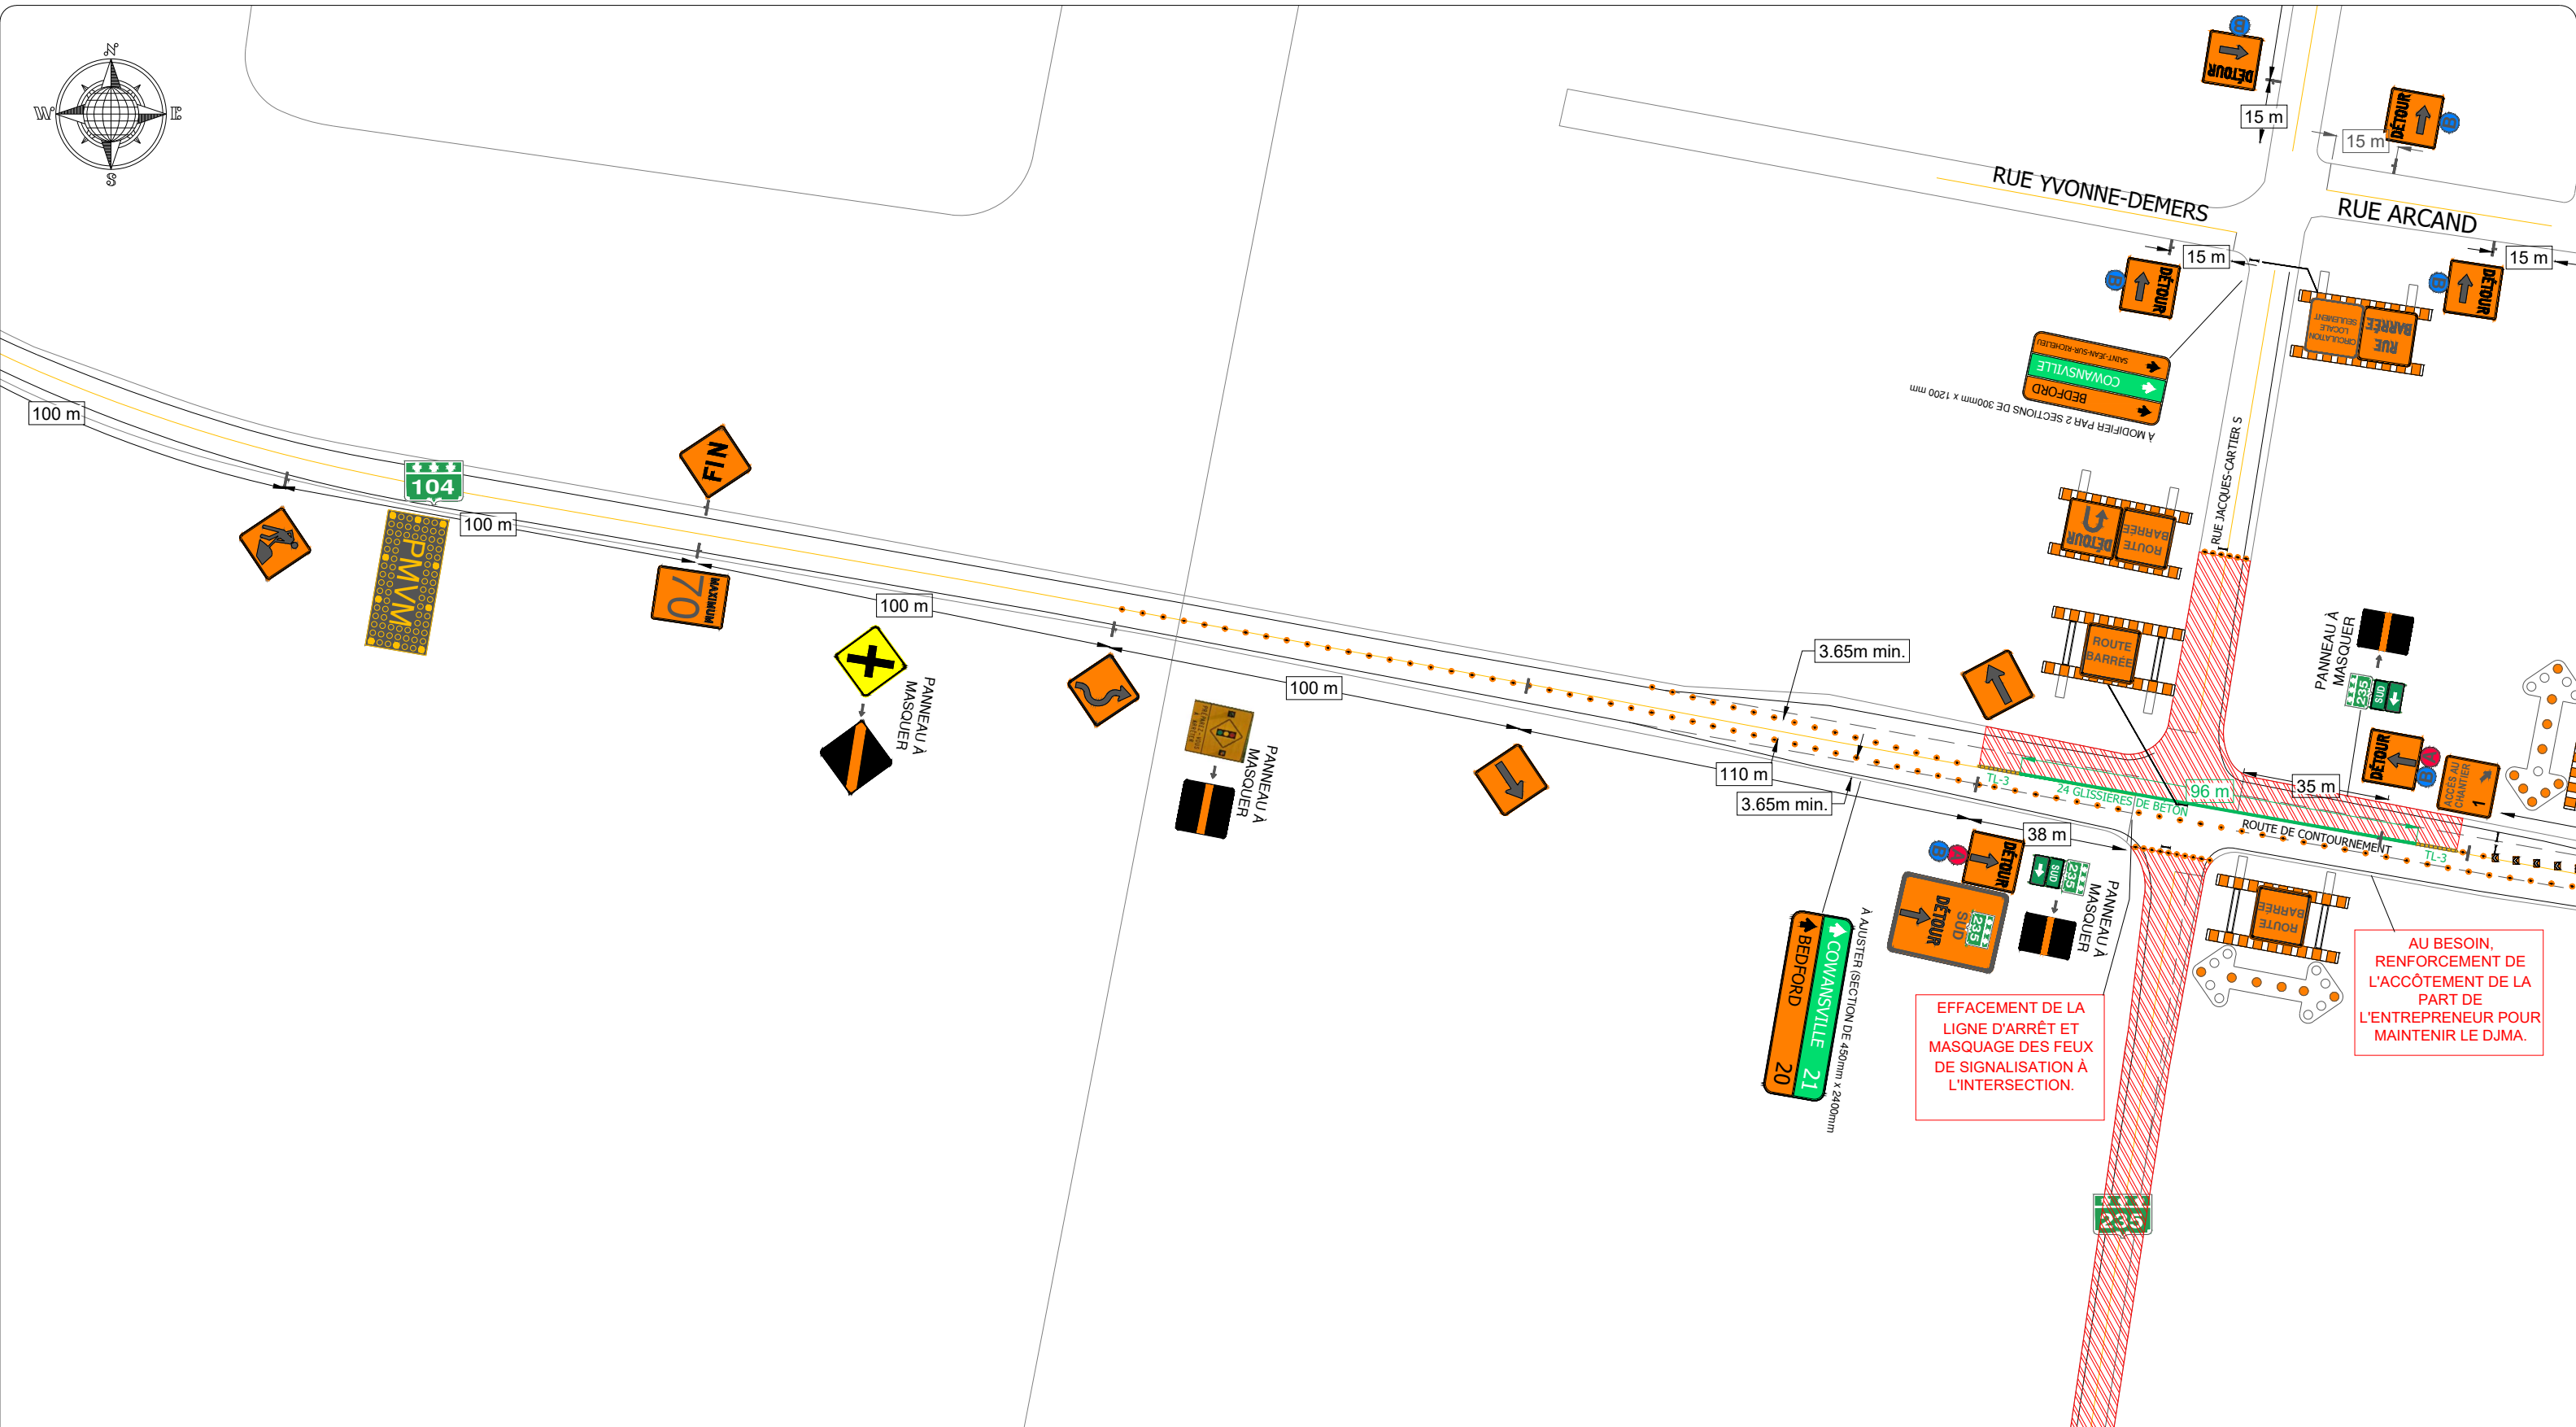 N
W
E
S
100 m
104
100 m
PMVM
FIN
MAXIMUM
70
100 m
PANNEAU À
MASQUER
100 m
PRÉPAREZ-VOUS
À
ARRÊTER
PANNEAU À
MASQUER
3.65m min.
110 m
3.65m min.
B
DÉTOUR
15 m
DÉTOUR
B
15 m
RUE YVONNE-DEMERS
RUE ARCAND
15 m
B
DÉTOUR
15 m
B
DÉTOUR
CIRCULATION
LOCALE
SEULEMENT
RUE
BARRÉE
BEDFORD
COWANSVILLE
SAINT-JEAN-SUR-RICHELIEU
À MODIFIER PAR 2 SECTIONS DE 300mm x 1200 mm
RUE JACQUES-CARTIER S
DÉTOUR
ROUTE
BARRÉE
ROUTE
BARRÉE
PANNEAU À
MASQUER
235
SUD
DÉTOUR
A
B
ACCÈS AU
CHANTIER
1
35 m
96 m
TL-3
24 GLISSIÈRES DE BÉTON
ROUTE DE CONTOURNEMENT
TL-3
38 m
B
A
DÉTOUR
235
SUD
DÉTOUR
235
SUD
PANNEAU À
MASQUER
COWANSVILLE 21
BEDFORD 20
À AJUSTER (SECTION DE 450mm x 2400mm
ROUTE
BARRÉE
EFFACEMENT DE LA
LIGNE D'ARRÊT ET
MASQUAGE DES FEUX
DE SIGNALISATION À
L'INTERSECTION.
AU BESOIN,
RENFORCEMENT DE
L'ACCÔTEMENT DE LA
PART DE
L'ENTREPRENEUR POUR
MAINTENIR LE DJMA.
235